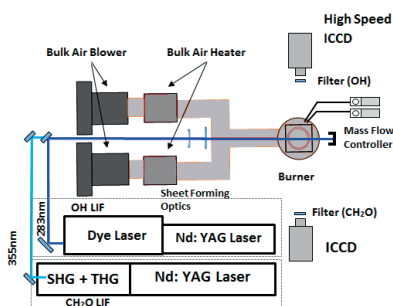 High Speed
ICCD
Bulk Air Blower
Bulk Air Heater
Filter (OH)
Mass Flow
Controller
Burner
Sheet Forming
Optics
OH LIF
283nm
Dye Laser
Nd: YAG Laser
Filter (CH₂O)
ICCD
355nm
SHG + THG
Nd: YAG Laser
CH₂O LIF